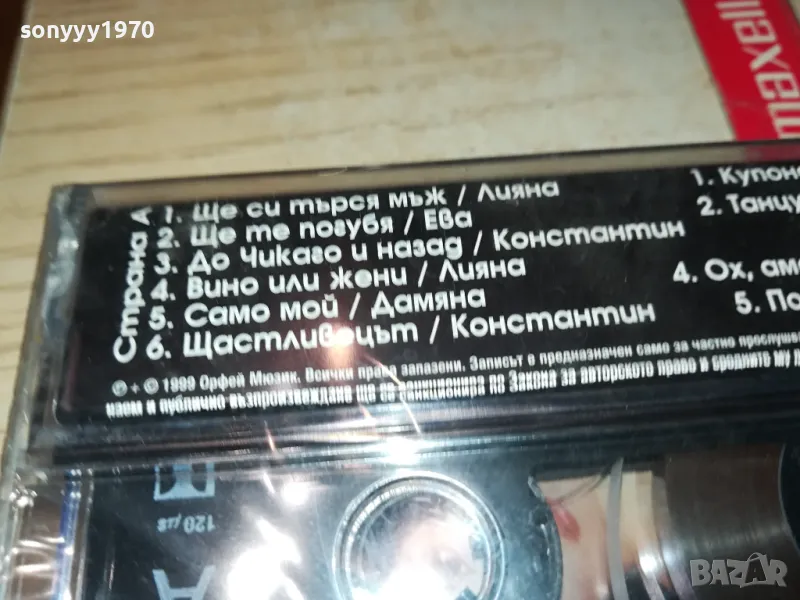 sonyyy1970
maxell
Страна А
1. Ще си търся мъж / Лияна
2. Ще те погубя / Ева
3. До Чикаго и назад / Константин
4. Вино или жени / Лияна
5. Само мой / Дамяна
6. Щастливецът / Константин
1. Купон
2. Танцу
4. Ох, ам
5. По
℗ + © 1999 Орфей Мюзик. Всички права запазени. Записът е предназначен само за частно прослушв
наем и публично възпроизвеждане ще се санкционира по Закона за авторското право и сродните му
120 µs
A
BAZAR